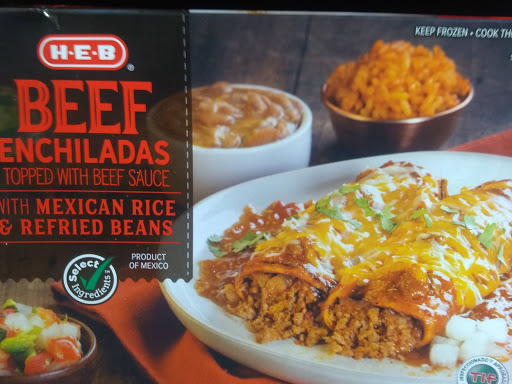 KEEP FROZEN • COOK
H-E-B®
BEEF
ENCHILADAS
TOPPED WITH BEEF SAUCE
WITH MEXICAN RICE
& REFRIED BEANS
Select
Ingredients
PRODUCT
OF MEXICO
TIF